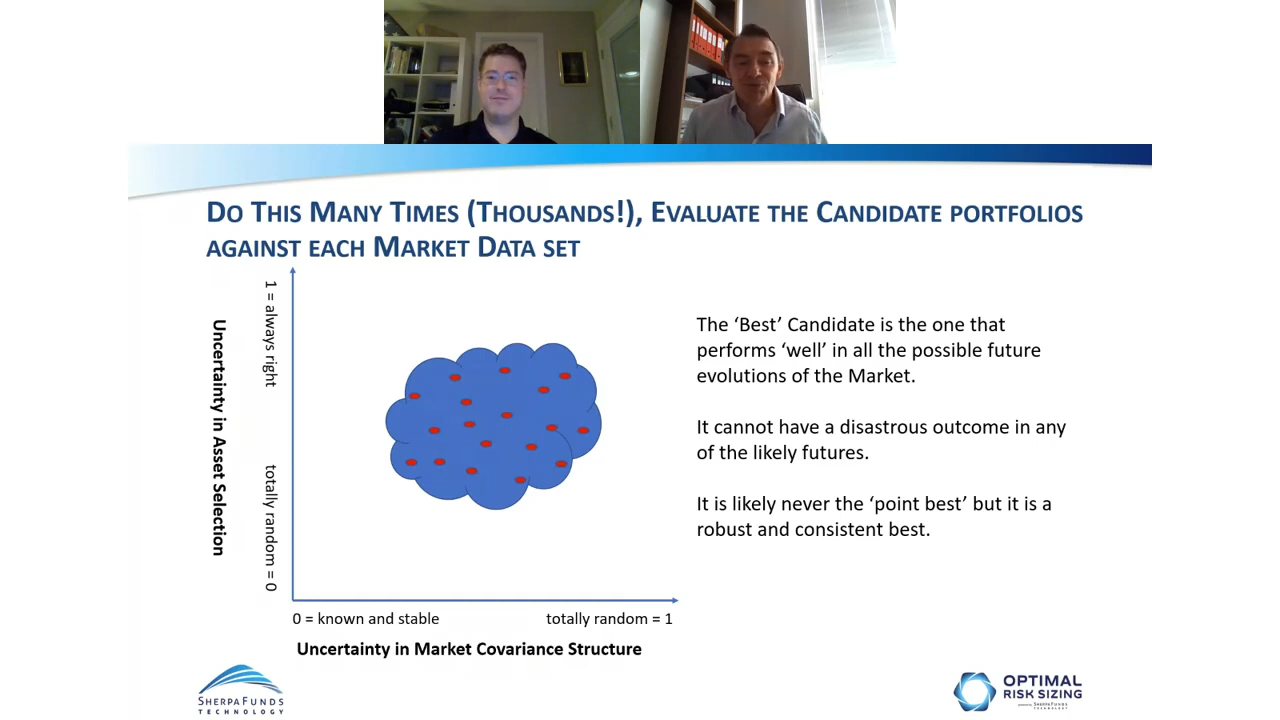 Do This Many Times (Thousands!), Evaluate the Candidate portfolios
against each Market Data set
Uncertainty in Asset Selection
1 = always right
totally random = 0
The ‘Best’ Candidate is the one that
performs ‘well’ in all the possible future
evolutions of the Market.
It cannot have a disastrous outcome in any
of the likely futures.
It is likely never the ‘point best’ but it is a
robust and consistent best.
0 = known and stable
totally random = 1
Uncertainty in Market Covariance Structure
SHERPAFUNDS
TECHNOLOGY
OPTIMAL
RISK SIZING